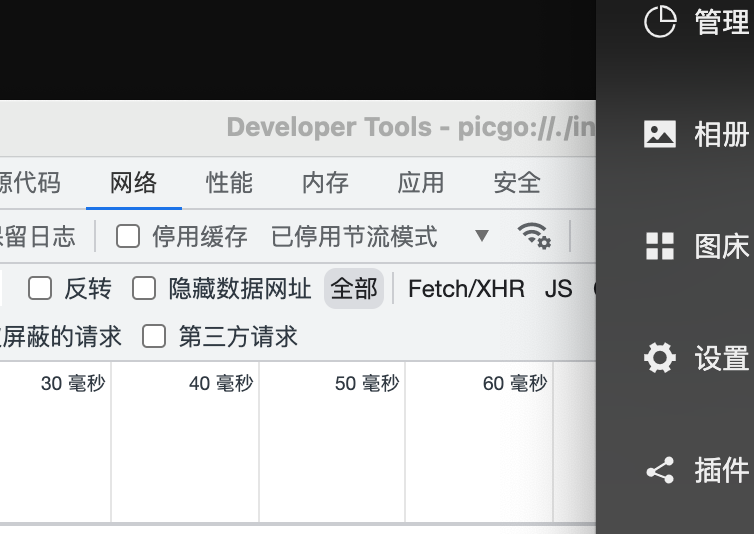 管理
Developer Tools - picgo://./in
相册
源代码 网络 性能 内存 应用 安全
留日志 停用缓存 已停用节流模式
图床
反转 隐藏数据网址 全部 Fetch/XHR JS
屏蔽的请求 第三方请求
设置
30 毫秒 40 毫秒 50 毫秒 60 毫秒
插件